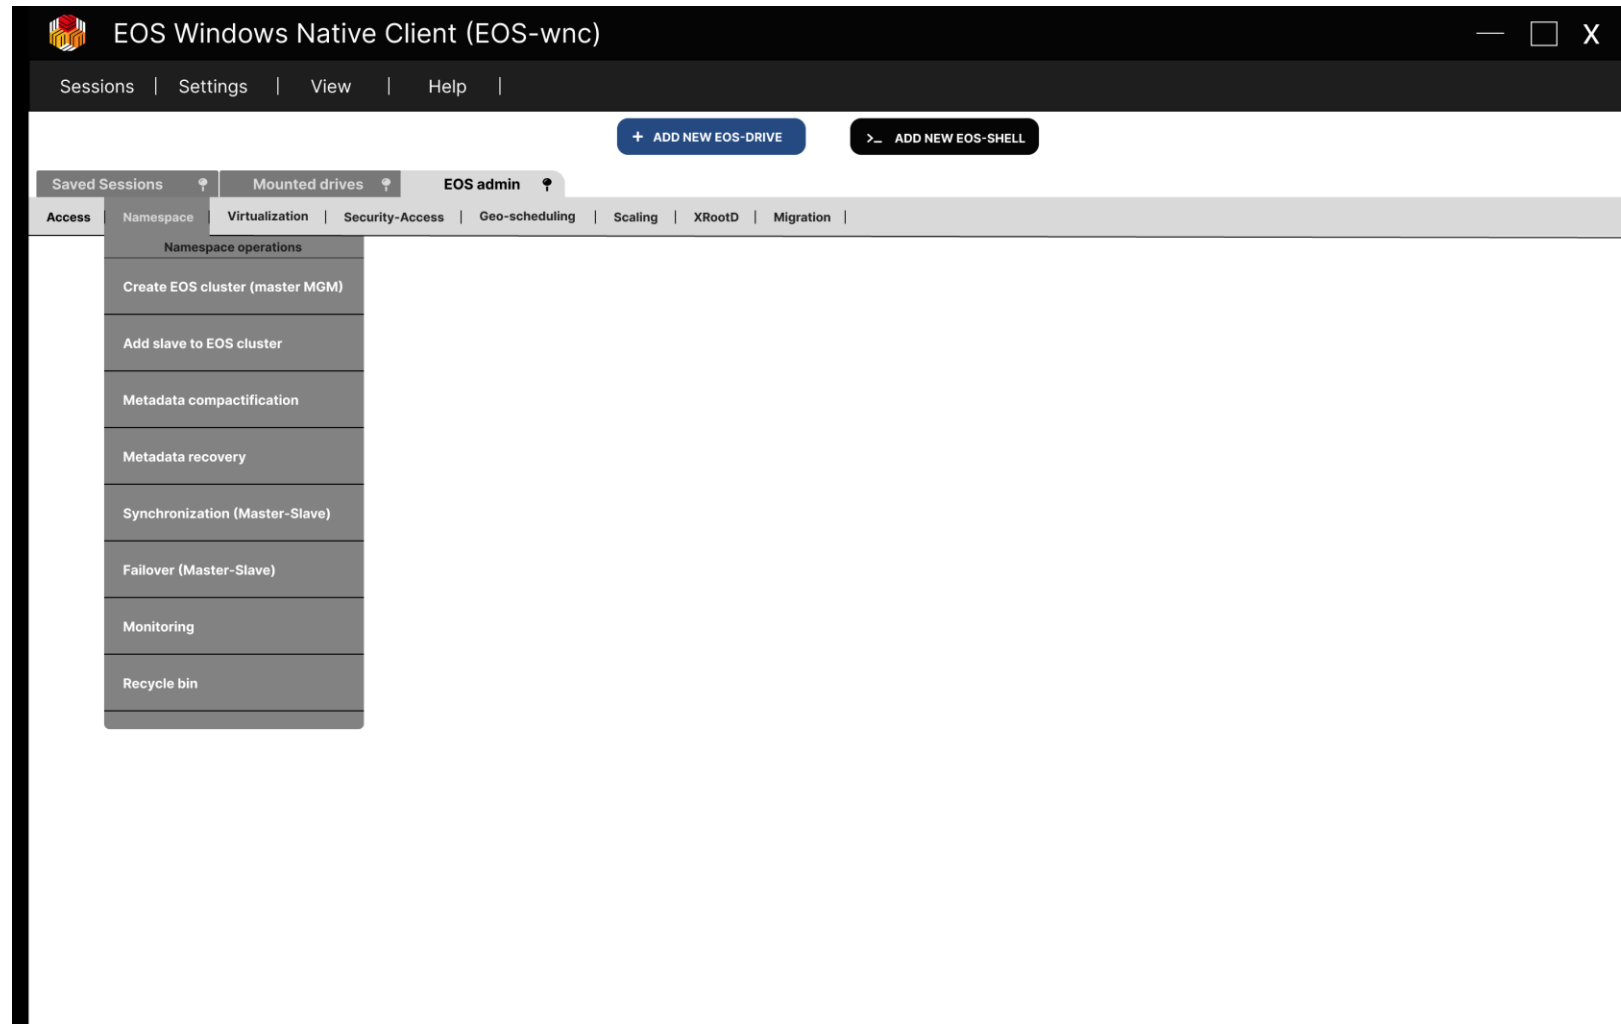 EOS Windows Native Client (EOS-wnc) X
Sessions | Settings | View | Help |
+ ADD NEW EOS-DRIVE >_ ADD NEW EOS-SHELL
Saved Sessions Mounted drives EOS admin
Access | Namespace | Virtualization | Security-Access | Geo-scheduling | Scaling | XRootD | Migration |
Namespace operations
Create EOS cluster (master MGM)
Add slave to EOS cluster
Metadata compactification
Metadata recovery
Synchronization (Master-Slave)
Failover (Master-Slave)
Monitoring
Recycle bin